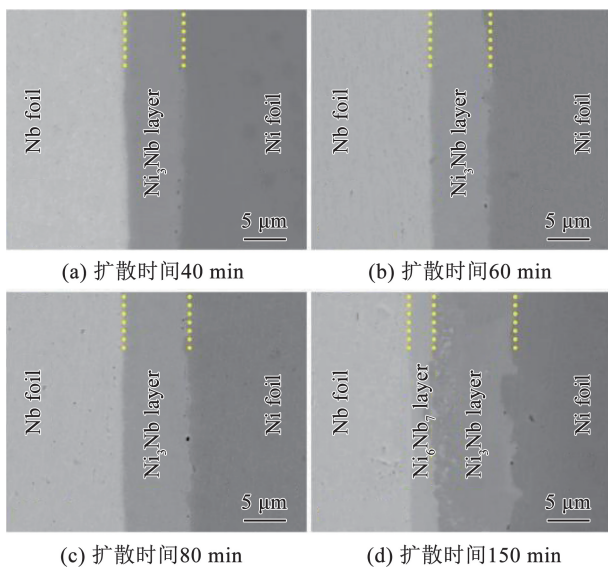 Nb foil
Ni₃Nb layer
Ni foil
5 μm
(a) 扩散时间40 min
Nb foil
Ni₃Nb layer
Ni foil
5 μm
(b) 扩散时间60 min
Nb foil
Ni₃Nb layer
Ni foil
5 μm
(c) 扩散时间80 min
Nb foil
Ni₆Nb₇ layer
Ni₃Nb layer
Ni foil
5 μm
(d) 扩散时间150 min